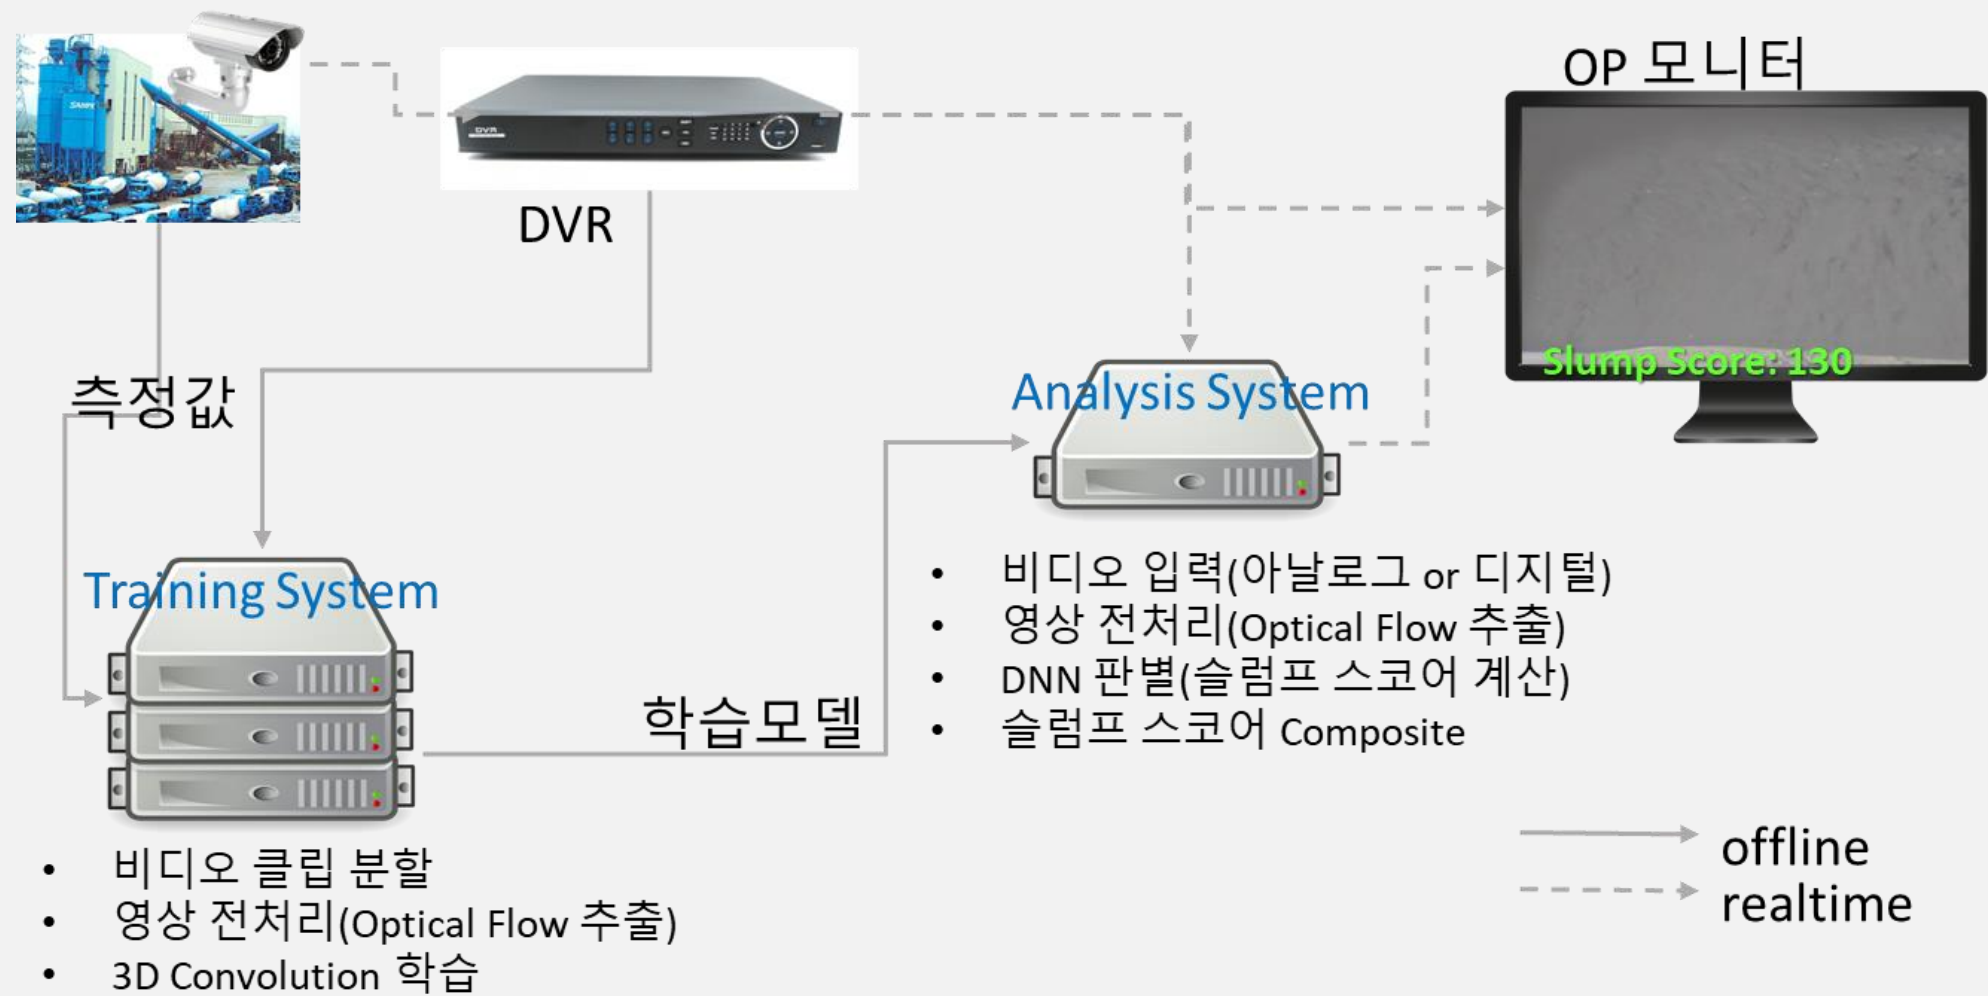 OP 모니터
SAMPYO
DVR
DVR
Slump Score: 130
측정값
Analysis System
Training System
비디오 입력(아날로그 or 디지털)
영상 전처리(Optical Flow 추출)
DNN 판별(슬럼프 스코어 계산)
슬럼프 스코어 Composite
학습모델
offline
realtime
비디오 클립 분할
영상 전처리(Optical Flow 추출)
3D Convolution 학습